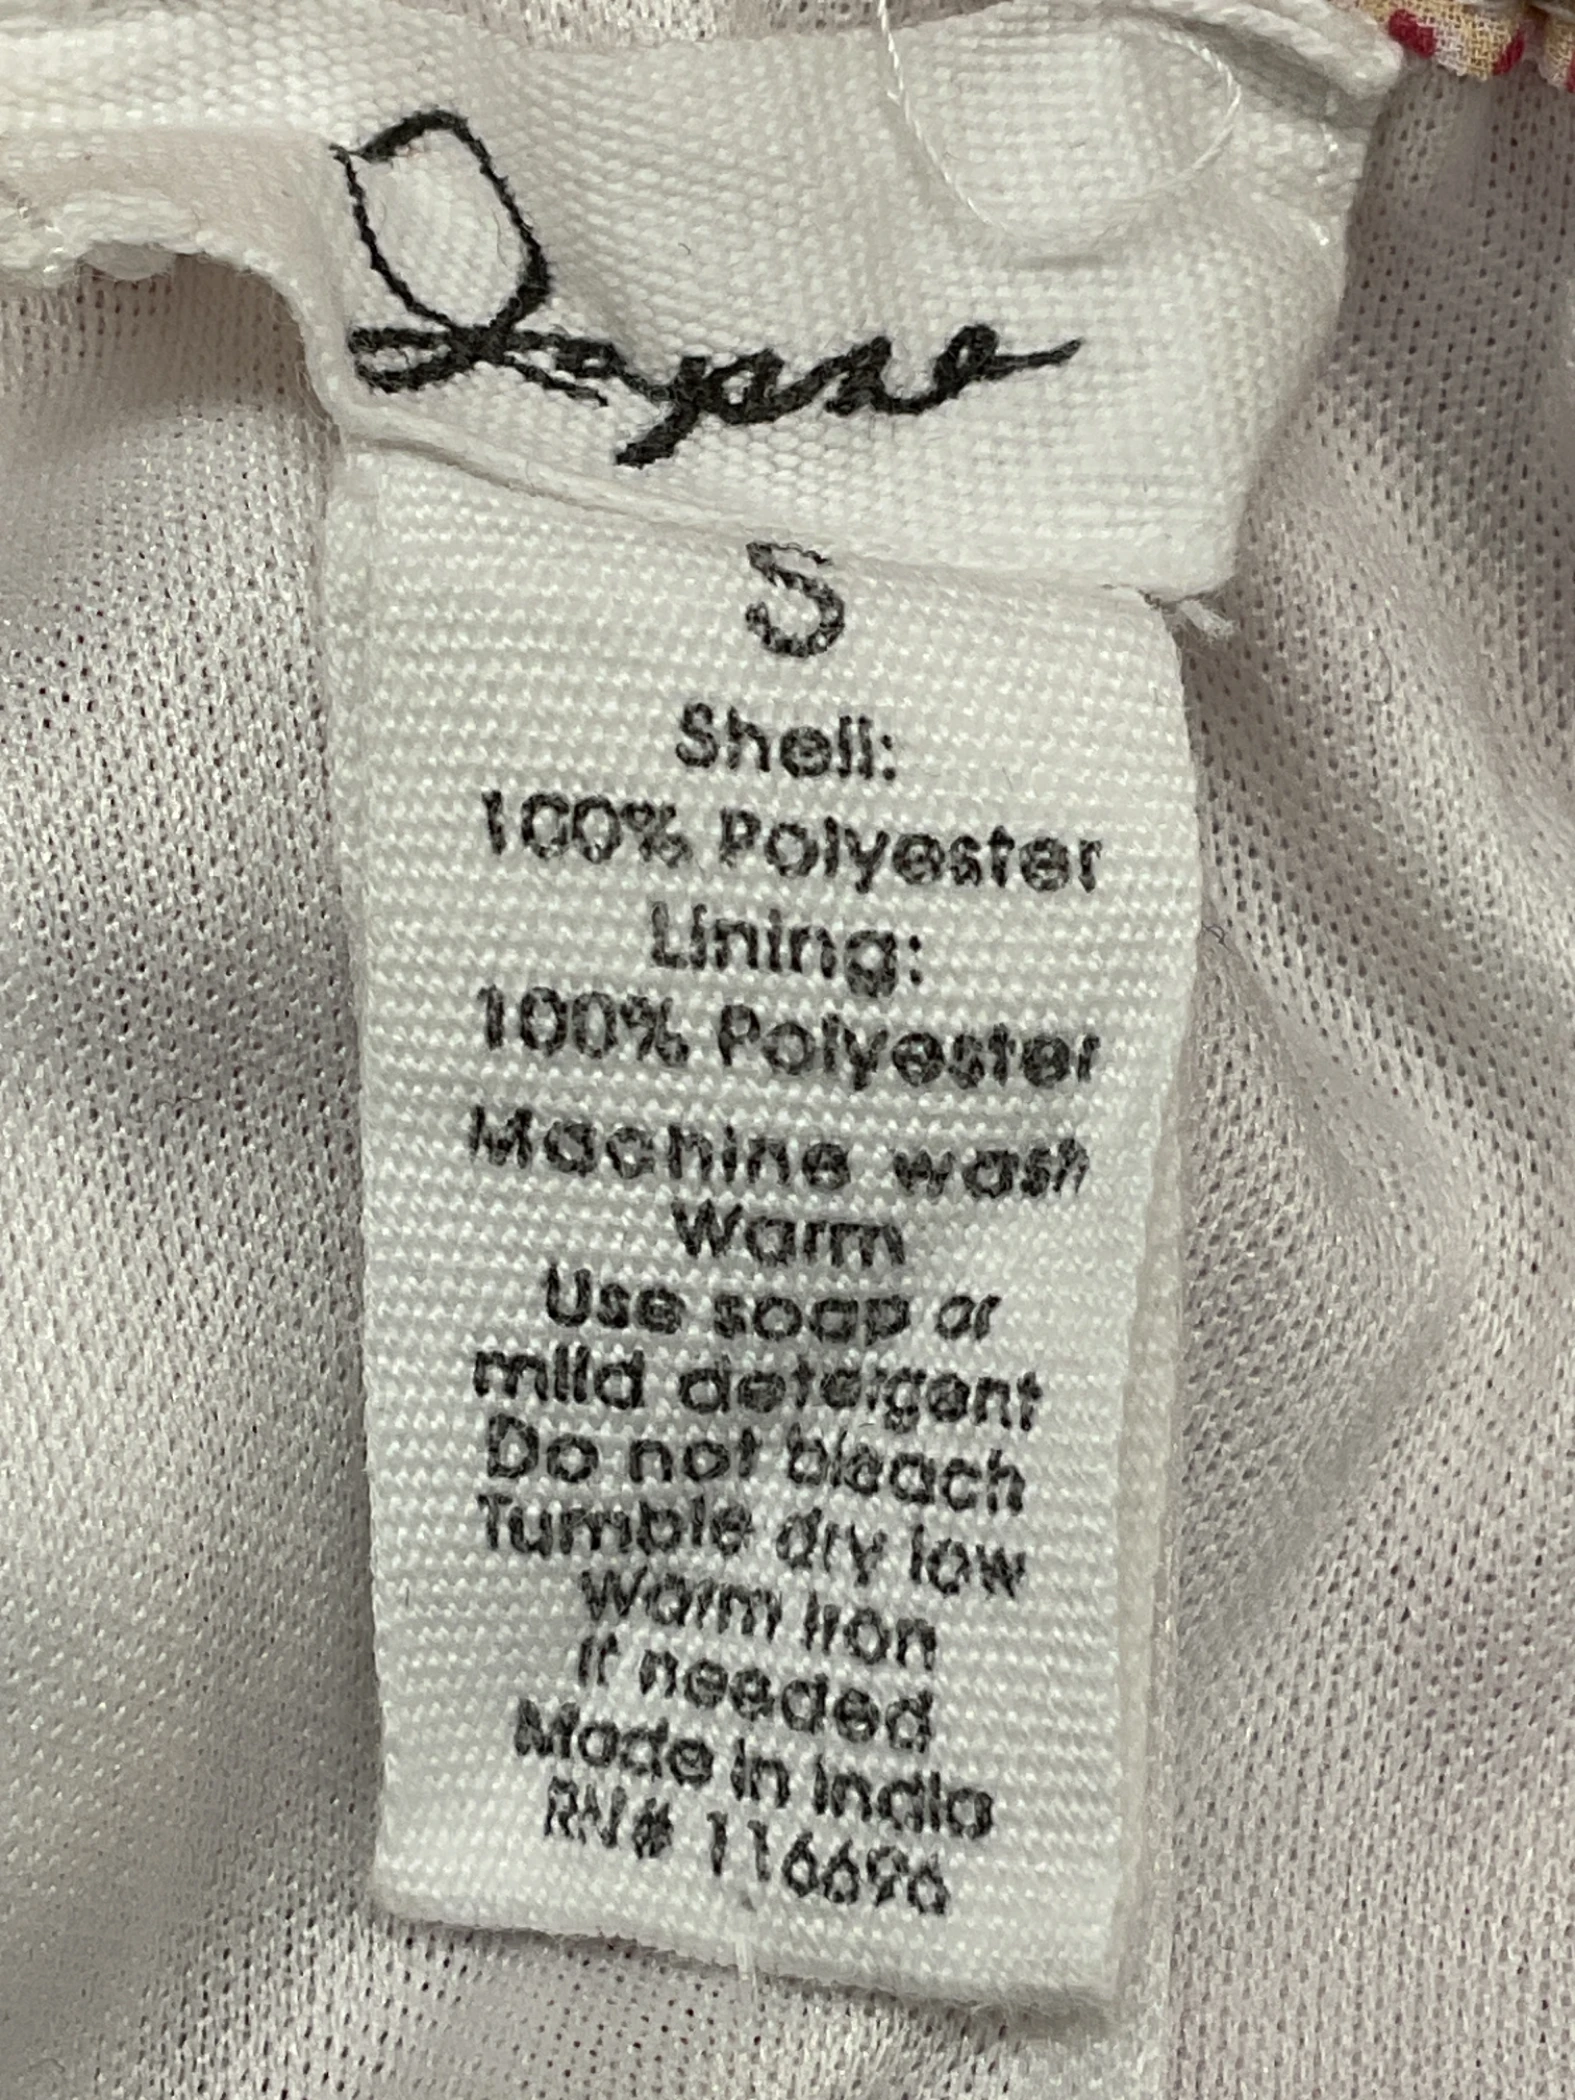 S
Shell:
100% Polyester
Lining:
100% Polyester
Machine wash
Warm
Use soap or
mild detergent
Do not bleach
Tumble dry low
Warm Iron
If needed
Made in India
RN# 116696